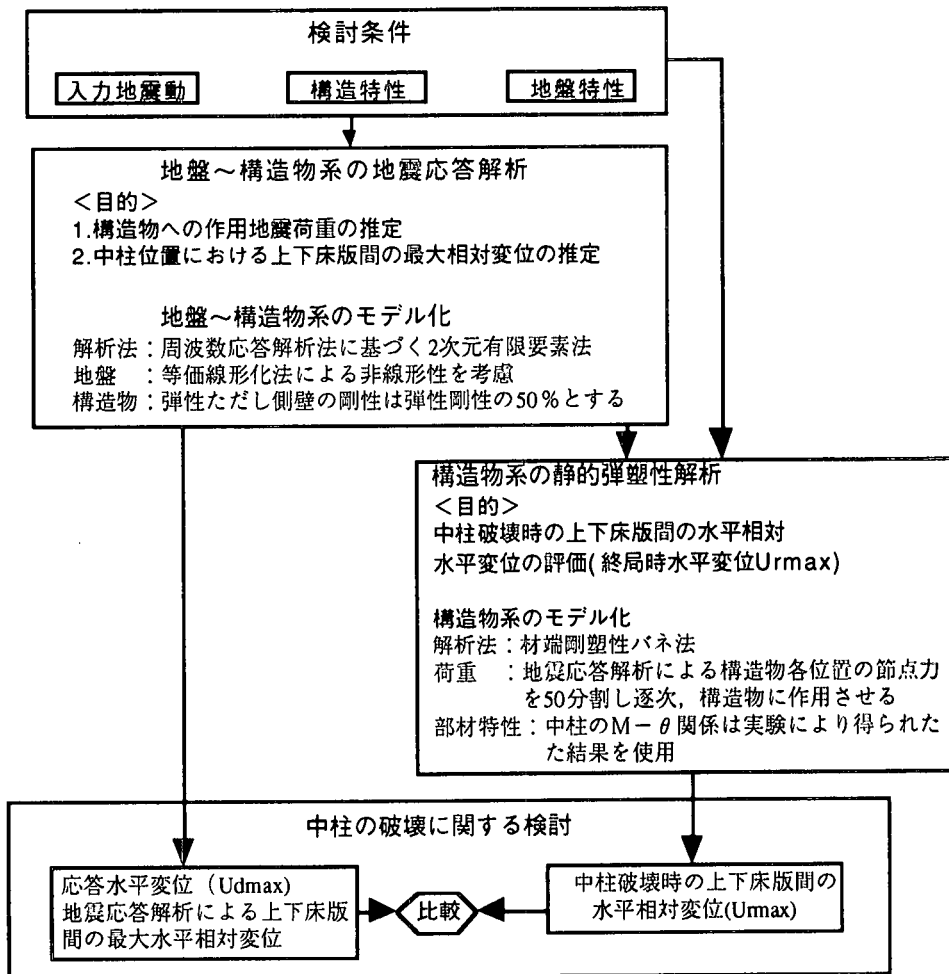 検討条件
入力地震動
構造特性
地盤特性
地盤～構造物系の地震応答解析
＜目的＞
1.構造物への作用地震荷重の推定
2.中柱位置における上下床版間の最大相対変位の推定
地盤～構造物系のモデル化
解析法：周波数応答解析法に基づく2次元有限要素法
地盤　：等価線形化法による非線形性を考慮
構造物：弾性ただし側壁の剛性は弾性剛性の50％とする
構造物系の静的弾塑性解析
＜目的＞
中柱破壊時の上下床版間の水平相対
水平変位の評価(終局時水平変位Urmax)
構造物系のモデル化
解析法：材端剛塑性バネ法
荷重　：地震応答解析による構造物各位置の節点力
を50分割し逐次，構造物に作用させる
部材特性：中柱のM－θ関係は実験により得られた
た結果を使用
中柱の破壊に関する検討
応答水平変位（Udmax)
地震応答解析による上下床版
間の最大水平相対変位
比較
中柱破壊時の上下床版間の
水平相対変位(Urmax)